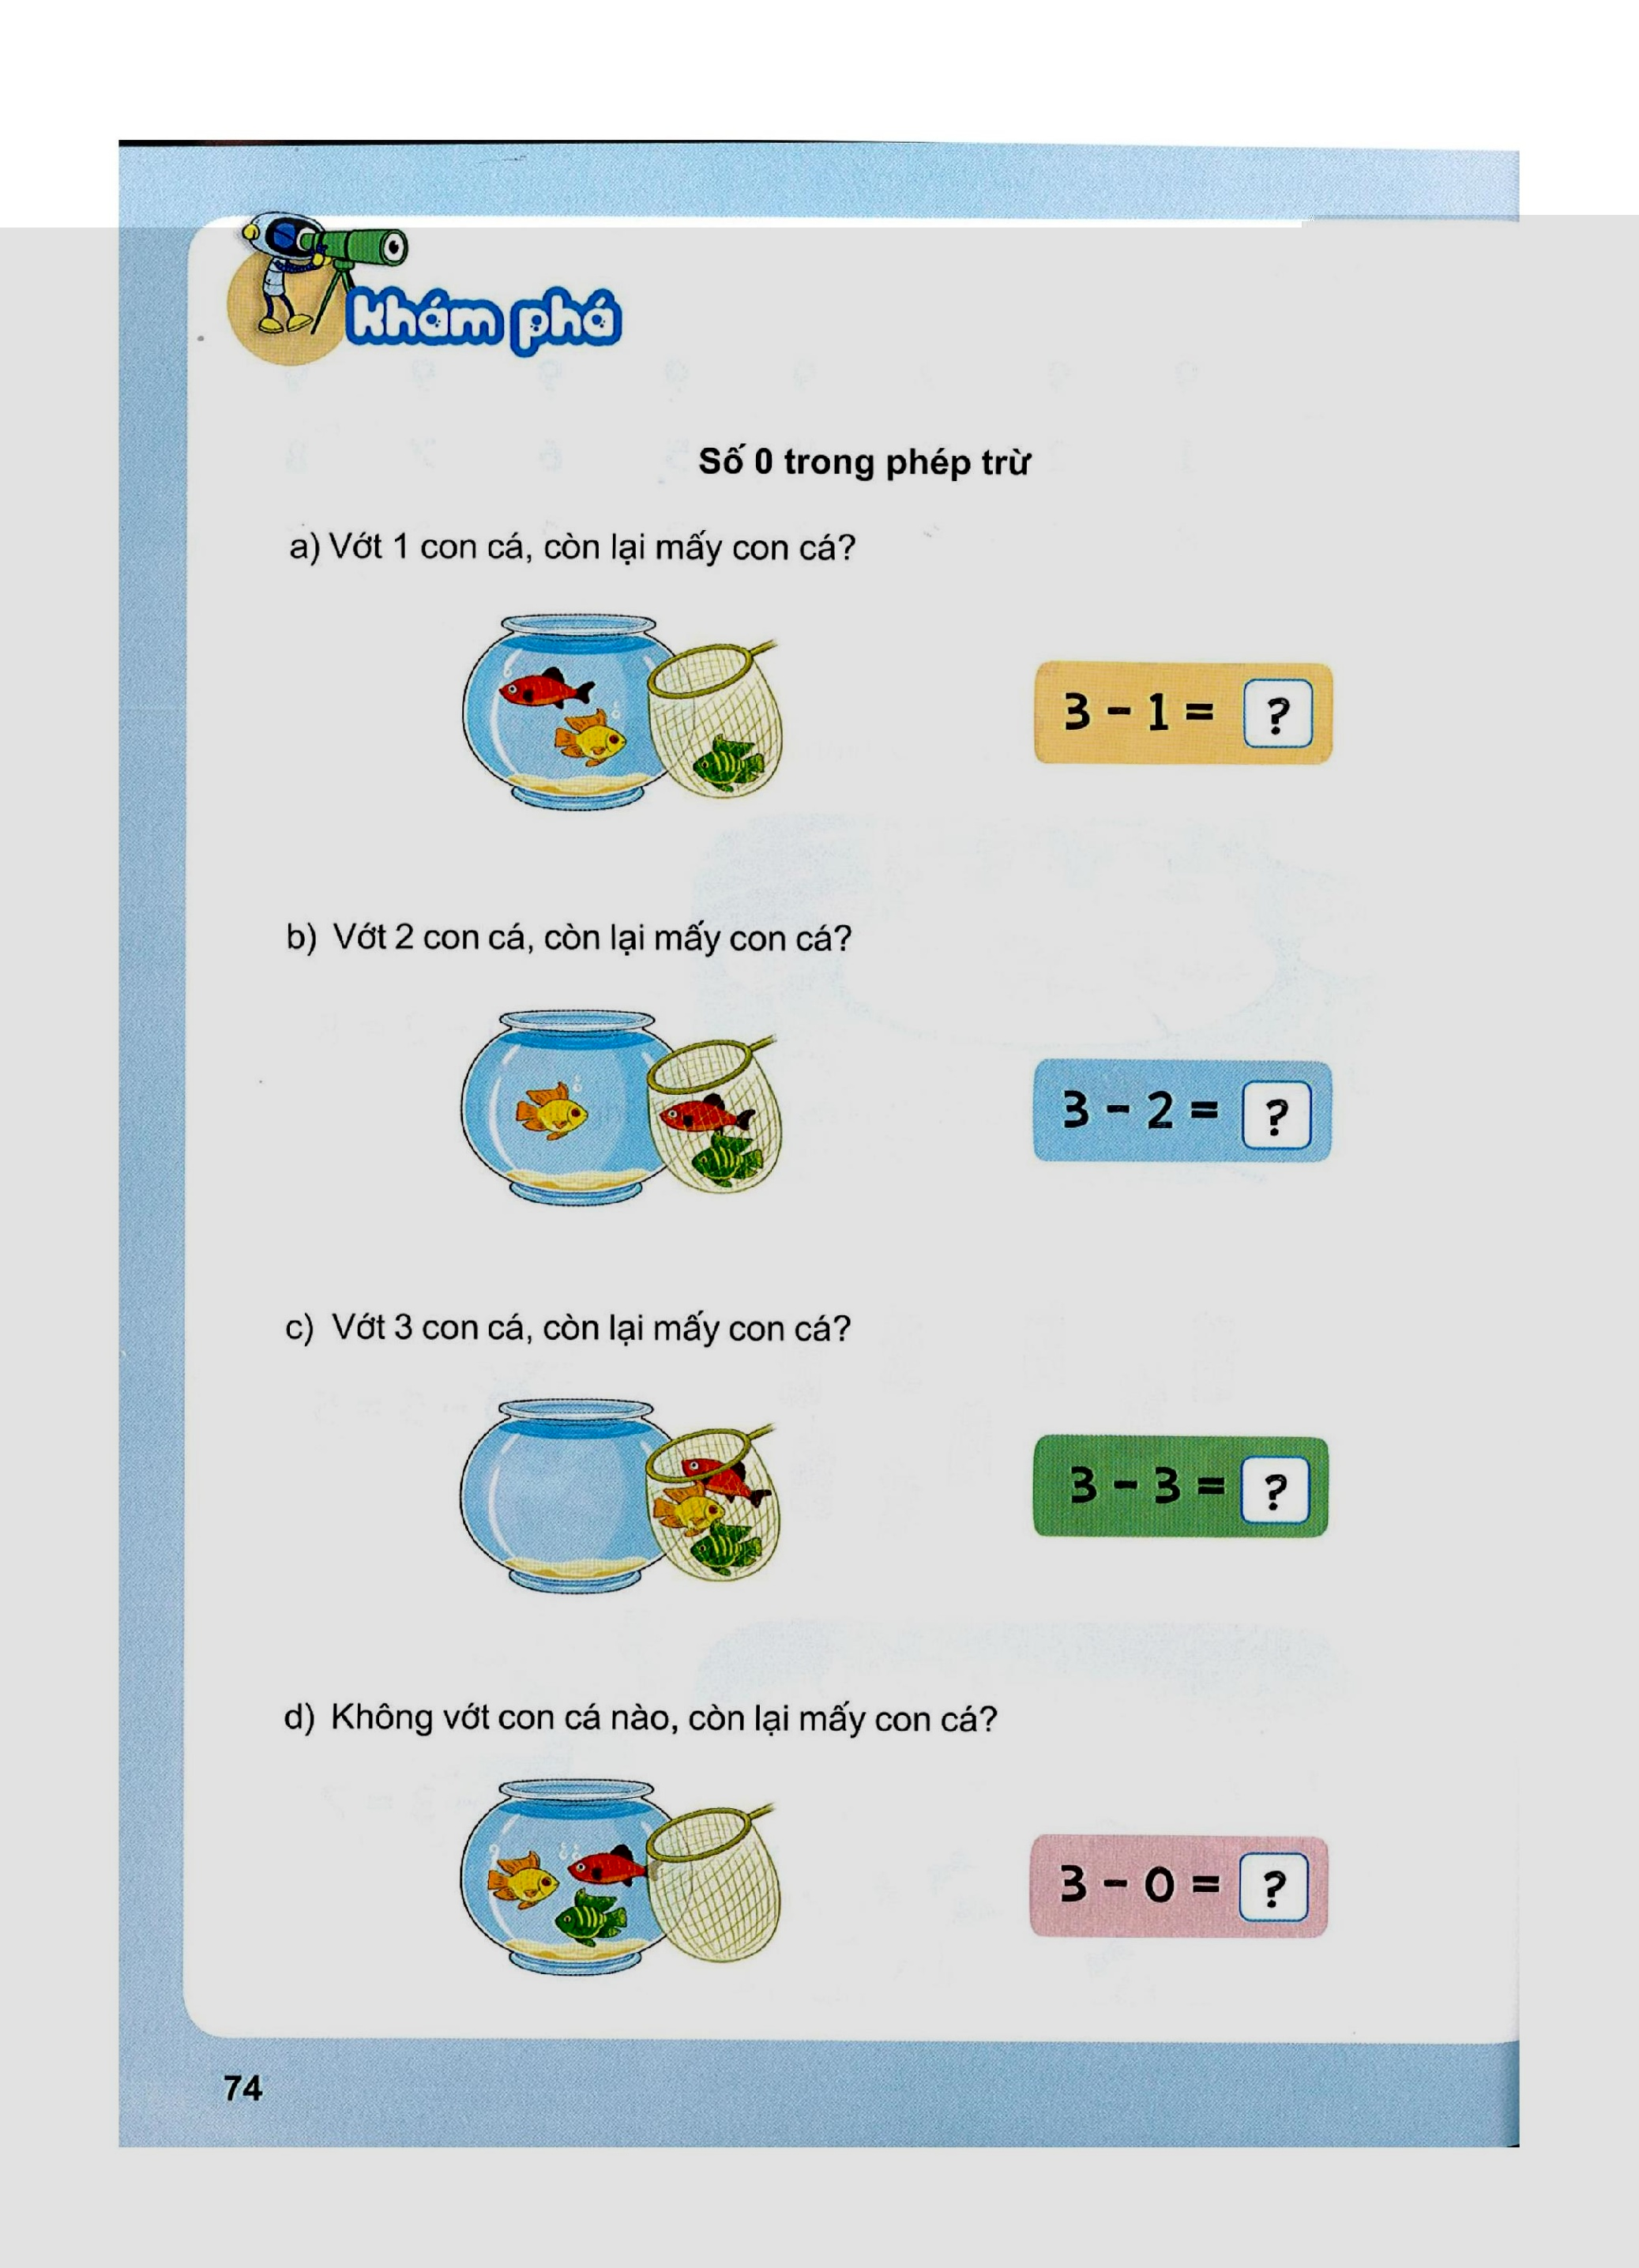 Khám phá
Số 0 trong phép trừ
a) Vớt 1 con cá, còn lại mấy con cá?
3 - 1 = ?
b) Vớt 2 con cá, còn lại mấy con cá?
3 - 2 = ?
c) Vớt 3 con cá, còn lại mấy con cá?
3 - 3 = ?
d) Không vớt con cá nào, còn lại mấy con cá?
3 - 0 = ?
74